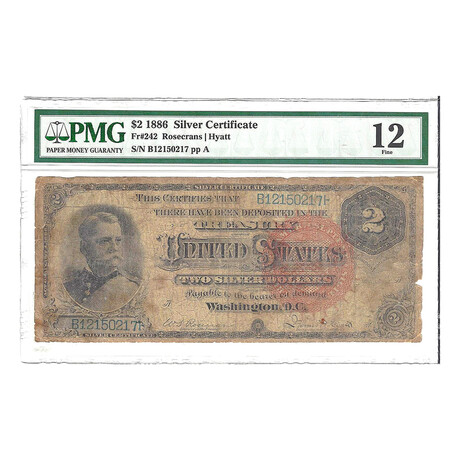 PMG
PAPER MONEY GUARANTY
$2 1886 Silver Certificate
Fr#242 Rosecrans | Hyatt
S/N B12150217 pp A
12
Fine
SILVER CERTIFICATE
THIS CERTIFIES THAT
B12150217
THERE HAVE BEEN DEPOSITED IN THE
TREASURY
OF THE
UNITED STATES
2
TWO SILVER DOLLARS
Payable to the bearer on demand
Washington, D.C.
B12150217
2